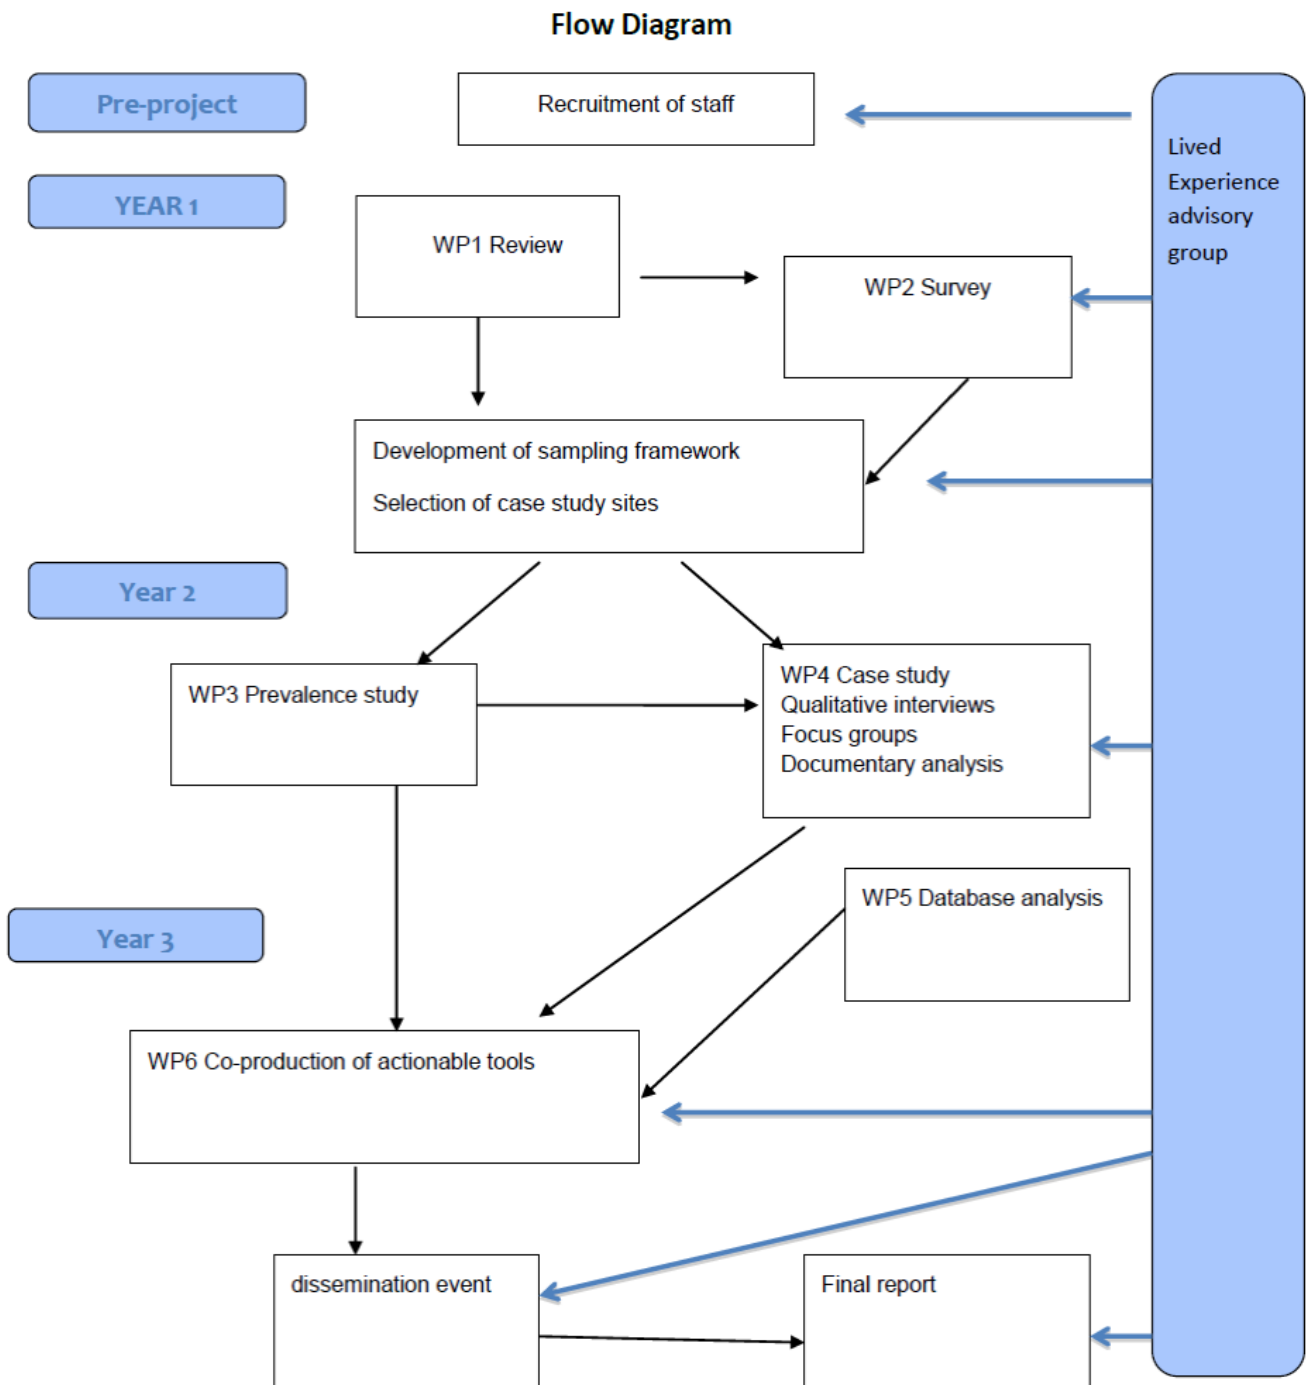 Flow Diagram
Pre-project
Recruitment of staff
Lived
Experience
advisory
group
YEAR 1
WP1 Review
WP2 Survey
Development of sampling framework
Selection of case study sites
Year 2
WP3 Prevalence study
WP4 Case study
Qualitative interviews
Focus groups
Documentary analysis
WP5 Database analysis
Year 3
WP6 Co-production of actionable tools
dissemination event
Final report